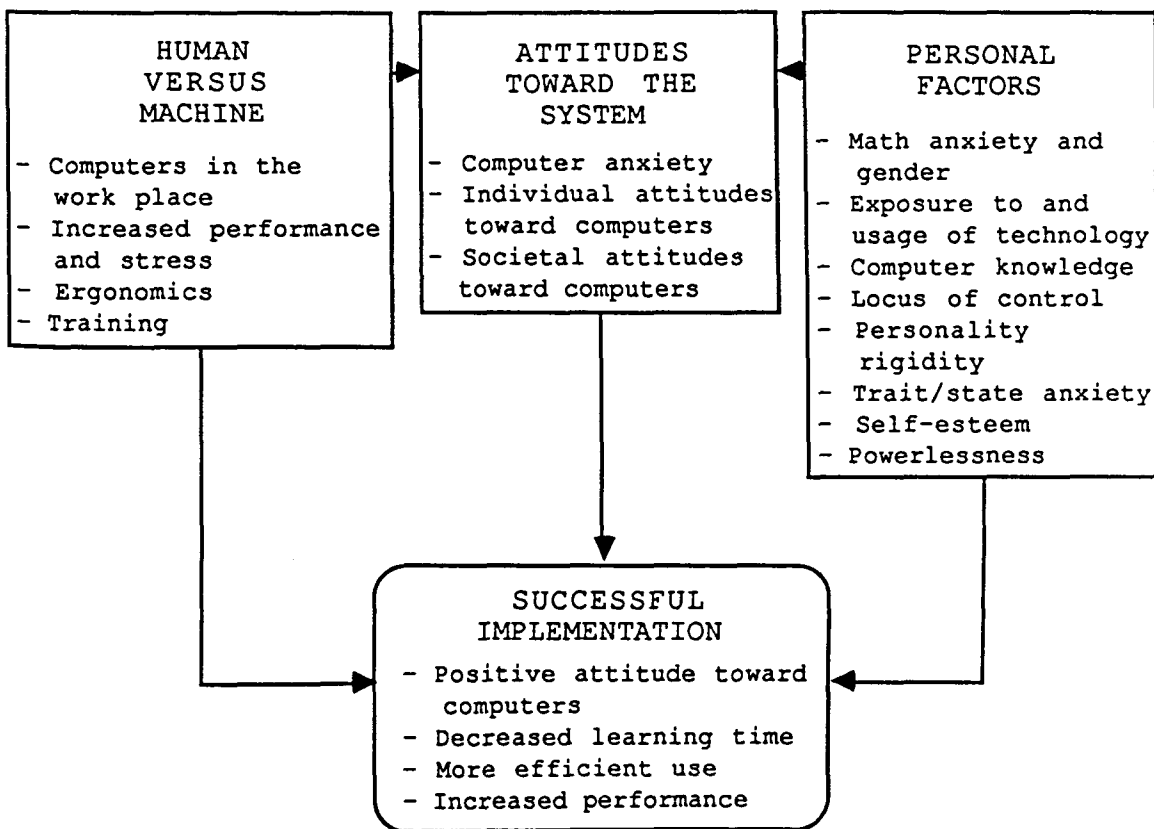 HUMAN
VERSUS
MACHINE
- Computers in the
work place
- Increased performance
and stress
- Ergonomics
- Training
ATTITUDES
TOWARD THE
SYSTEM
- Computer anxiety
- Individual attitudes
toward computers
- Societal attitudes
toward computers
PERSONAL
FACTORS
- Math anxiety and
gender
- Exposure to and
usage of technology
- Computer knowledge
- Locus of control
- Personality
rigidity
- Trait/state anxiety
- Self-esteem
- Powerlessness
SUCCESSFUL
IMPLEMENTATION
- Positive attitude toward
computers
- Decreased learning time
- More efficient use
- Increased performance